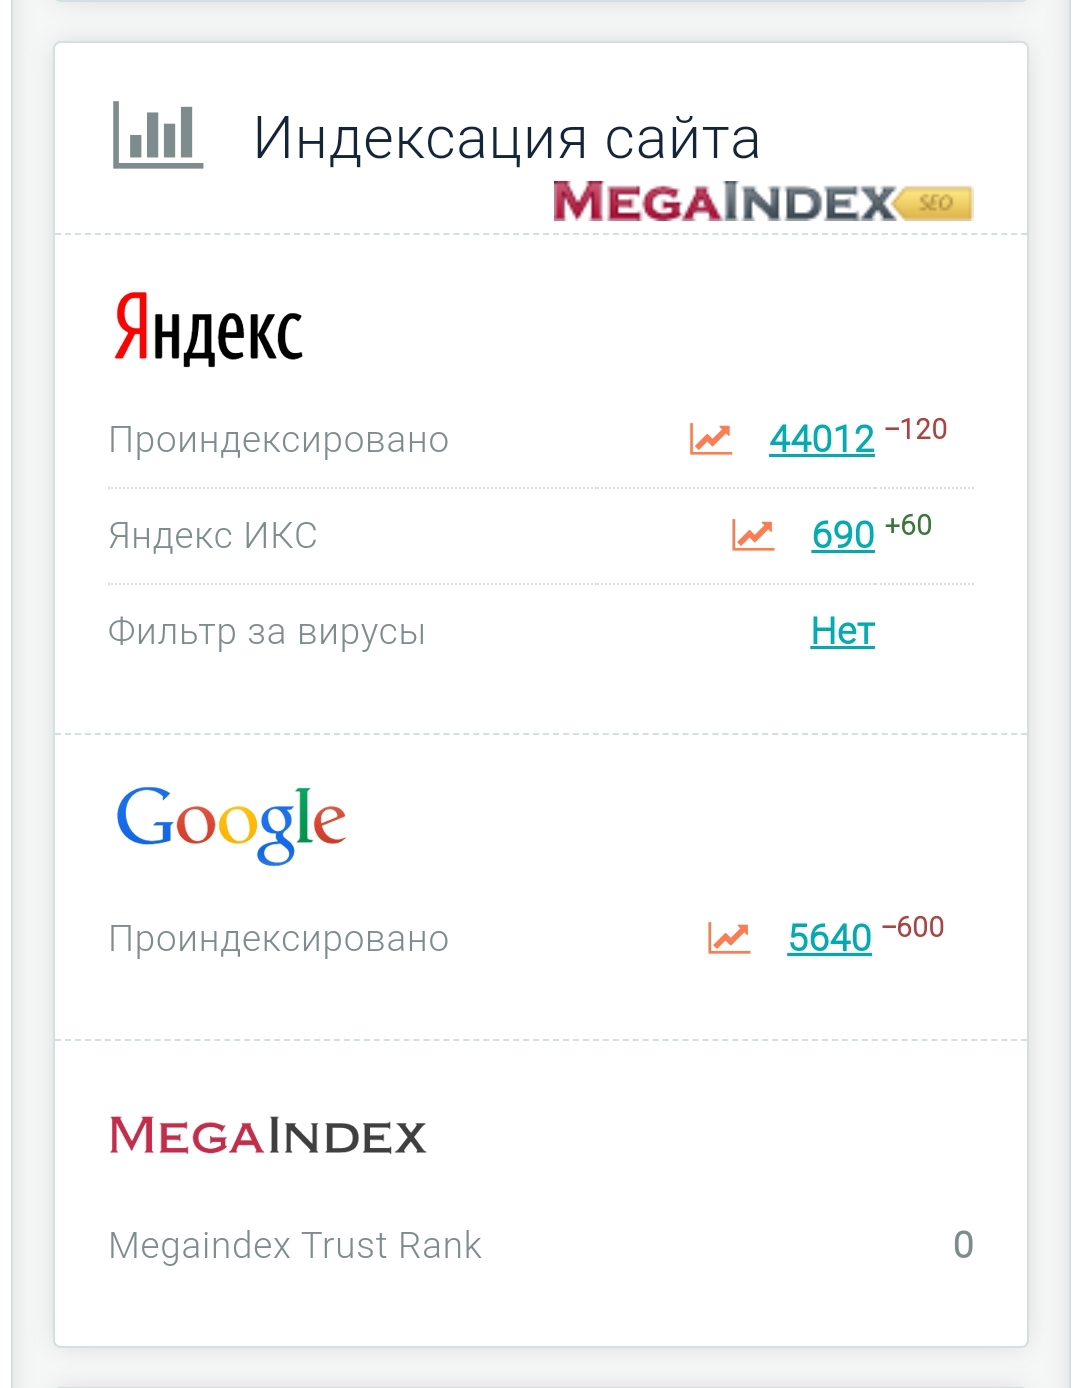 Индексация сайта
MEGAINDEX SEO
Яндекс
Проиндексировано 44012 –120
Яндекс ИКС 690 +60
Фильтр за вирусы Нет
Google
Проиндексировано 5640 –600
MEGAINDEX
Megaindex Trust Rank 0